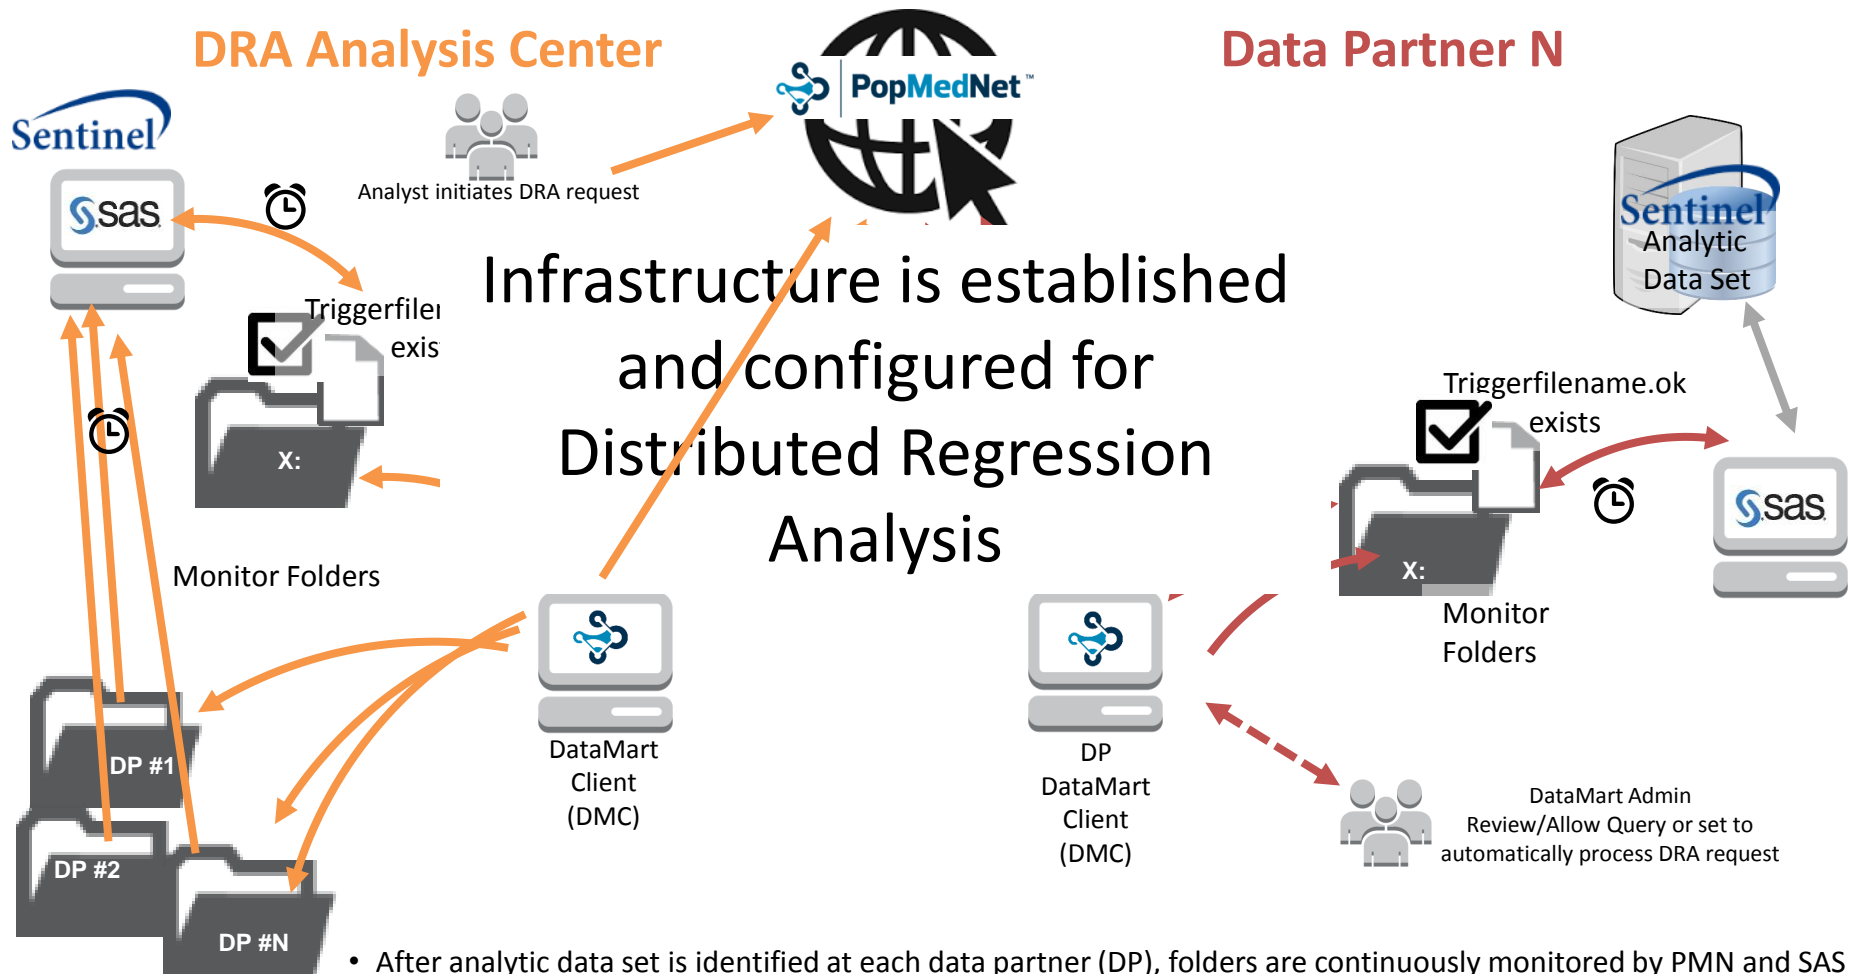 DRA Analysis Center
PopMedNet™
Data Partner N
Sentinel
Analyst initiates DRA request
sas
Sentinel
Analytic
Data Set
Infrastructure is established
and configured for
Distributed Regression
Analysis
exis
X:
Triggerfilename.ok
exists
X:
sas
Monitor Folders
Monitor
Folders
DP #1
DP #2
DP #N
DataMart
Client
(DMC)
DP
DataMart
Client
(DMC)
DataMart Admin
Review/Allow Query or set to
automatically process DRA request
• After analytic data set is identified at each data partner (DP), folders are continuously monitored by PMN and SAS